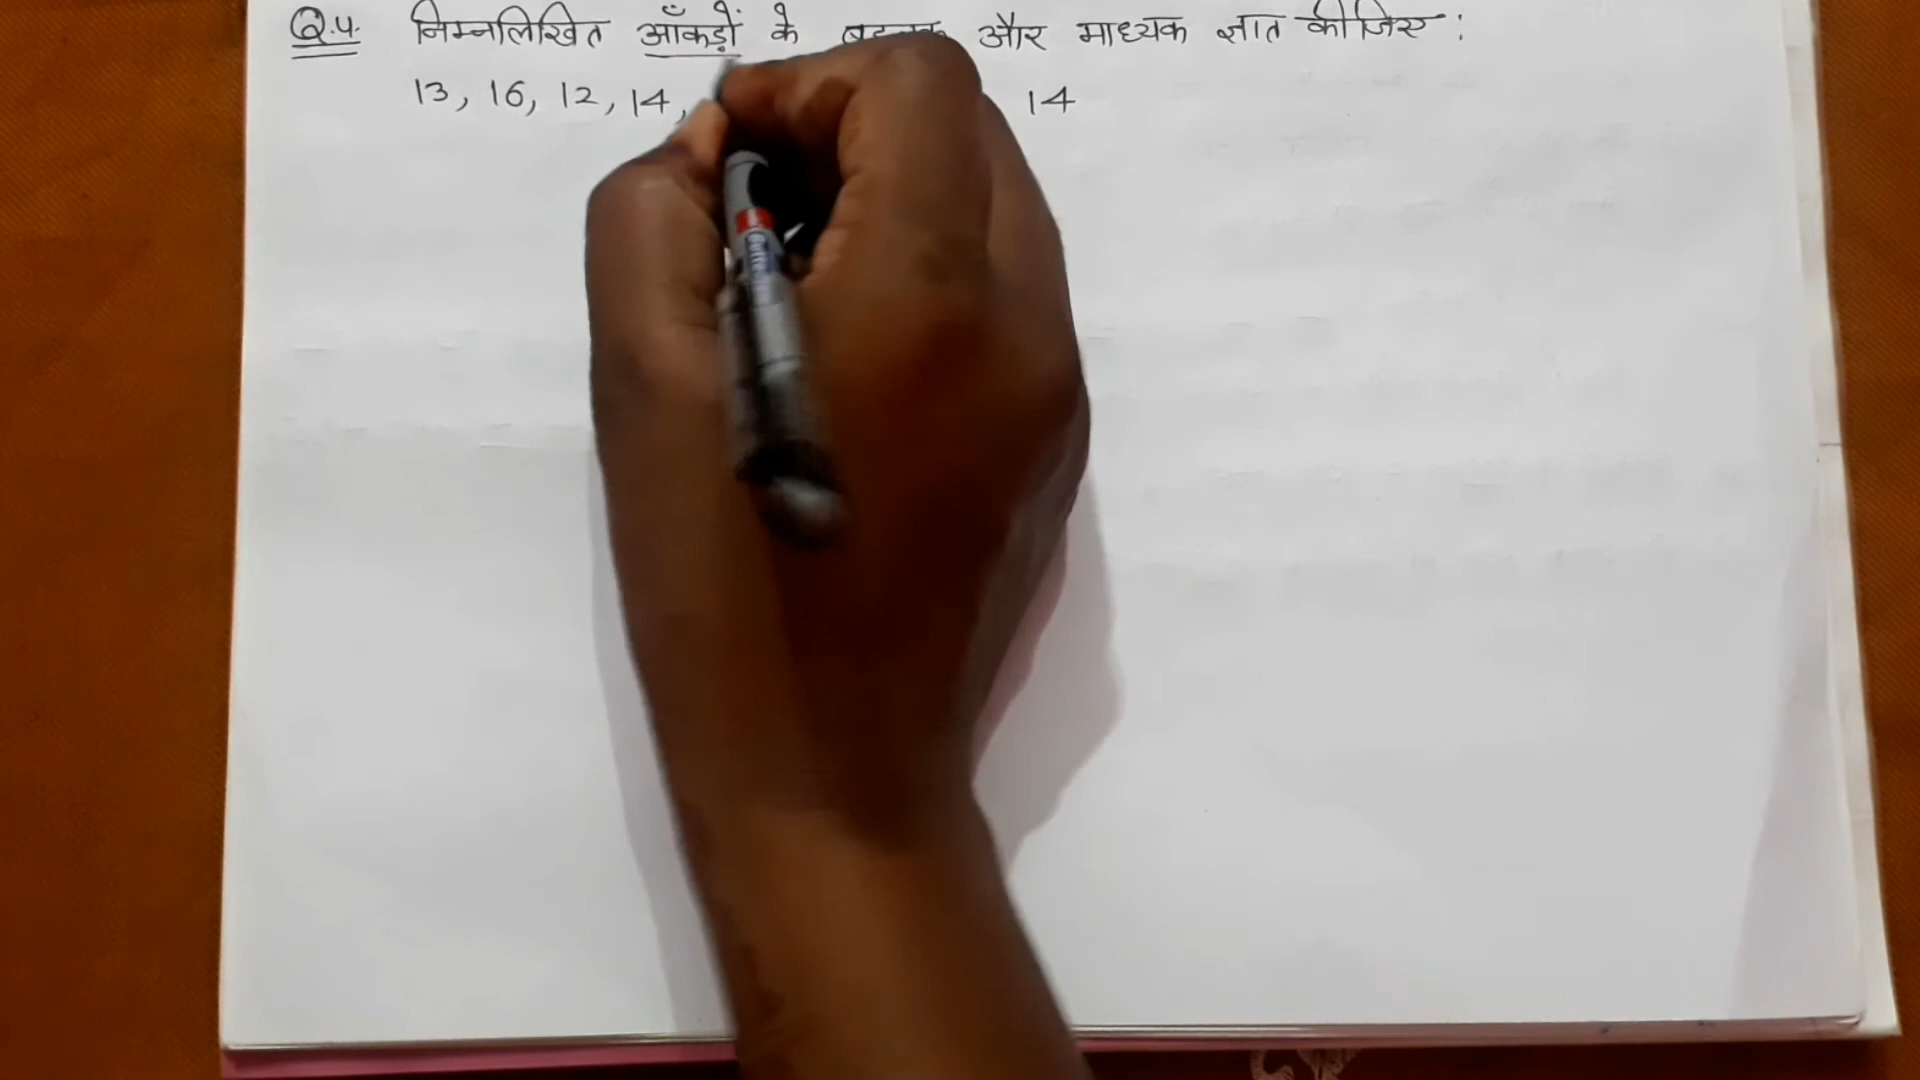 Q.4. निम्नलिखित आँकड़ों के और माध्यक ज्ञात कीजिए :
13, 16, 12, 14, 14